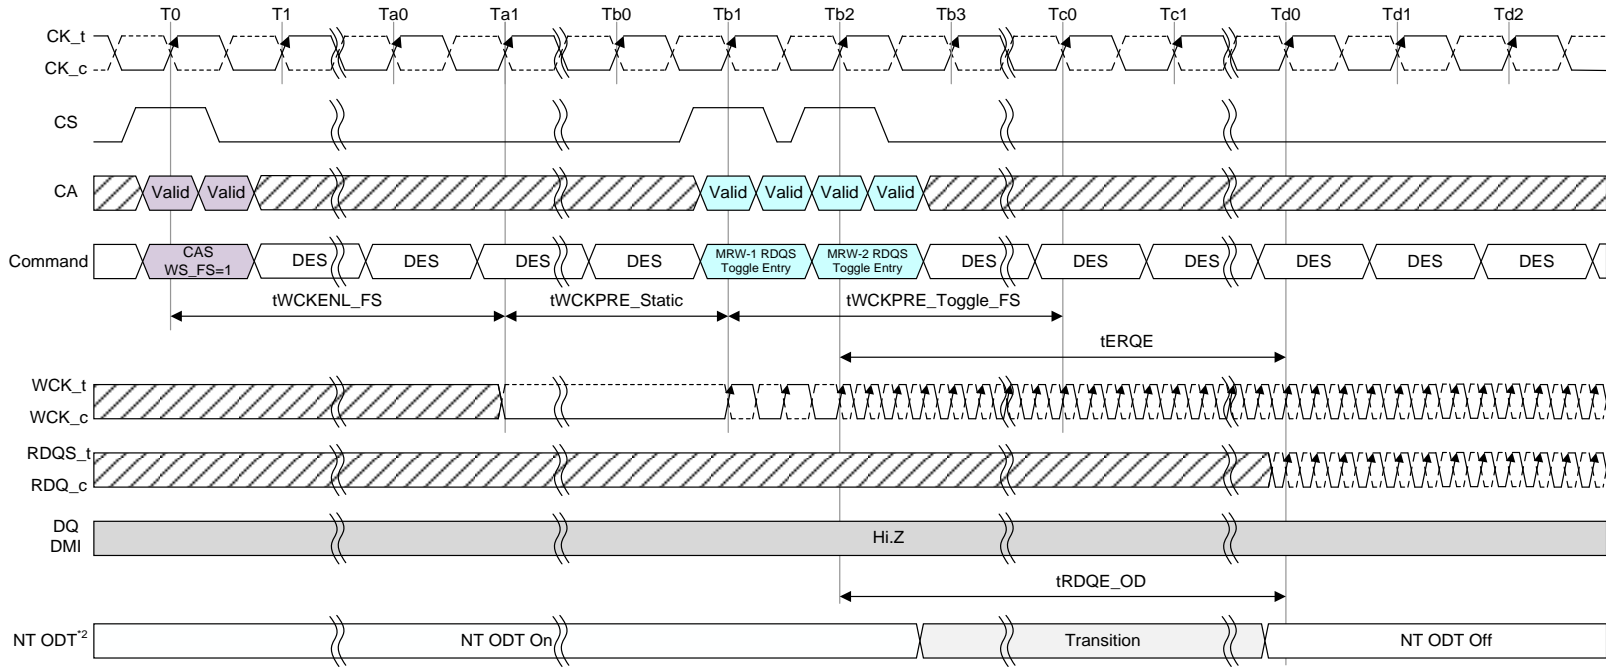 T0 T1 Ta0 Ta1 Tb0 Tb1 Tb2 Tb3 Tc0 Tc1 Td0 Td1 Td2
CK_t
CK_c
CS
CA Valid Valid Valid Valid Valid Valid
Command CAS WS_FS=1 DES DES DES DES MRW-1 RDQS Toggle Entry MRW-2 RDQS Toggle Entry DES DES DES DES DES DES
tWCKENL_FS tWCKPRE_Static tWCKPRE_Toggle_FS
tERQE
WCK_t
WCK_c
RDQS_t
RDQ_c
DQ
DMI
Hi.Z
tRDQE_OD
NT ODT*2 NT ODT On Transition NT ODT Off